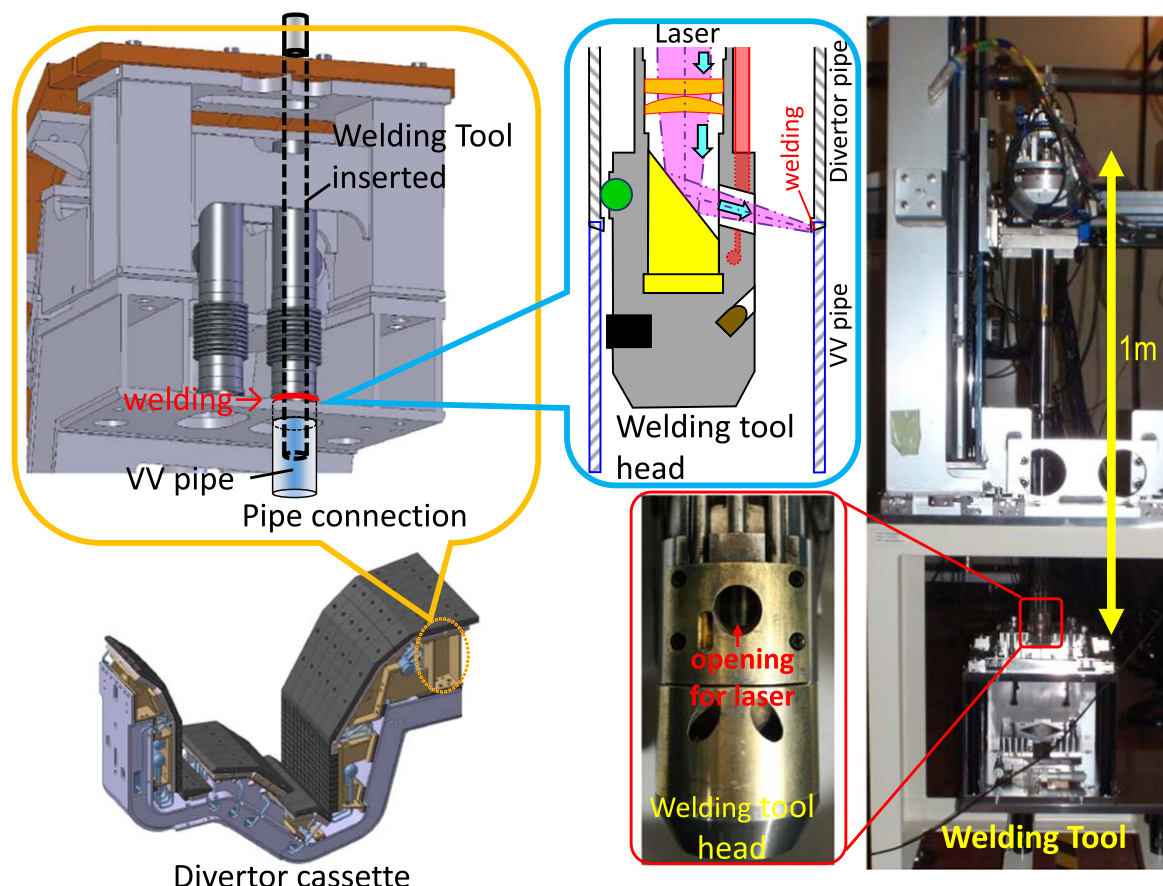 Welding Tool
inserted
welding→
VV pipe
Pipe connection
Divertor cassette
Laser
Divertor pipe
welding
VV pipe
Welding tool
head
opening
for laser
Welding tool
head
1m
Welding Tool